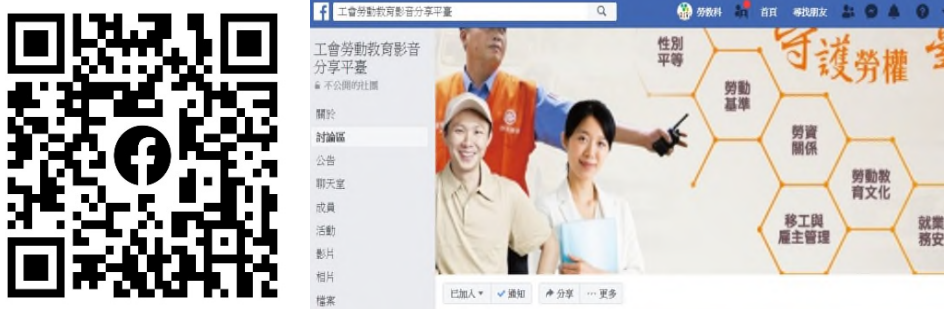 工會勞動教育影音分享平臺
勞教科
首頁
尋找朋友
工會勞動教育影音
分享平臺
不公開的社團
關於
討論區
公告
聊天室
成員
活動
影片
相片
檔案
性別
平等
守護勞權
勞動
基準
勞資
關係
勞動教
育文化
移工與
雇主管理
就業
務安
已加入
通知
分享
更多